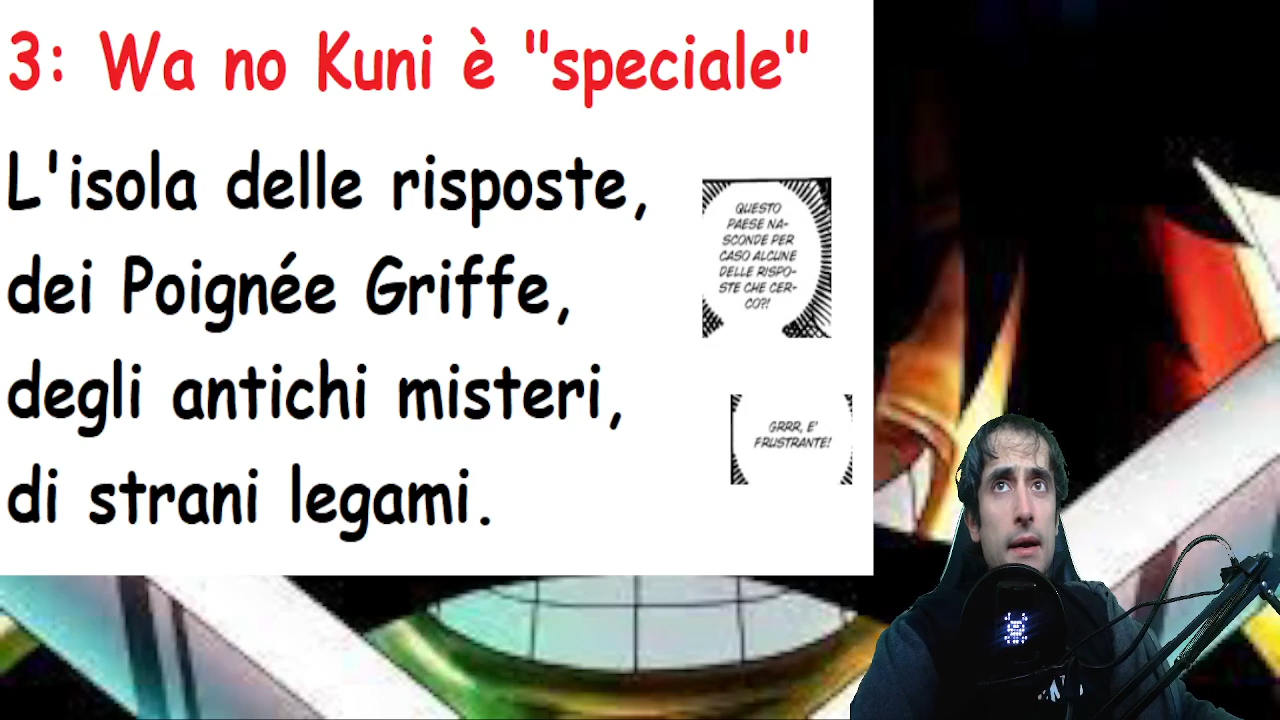 3: Wa no Kuni è "speciale"
L'isola delle risposte,
dei Poignée Griffe,
degli antichi misteri,
di strani legami.
QUESTO
PAESE NA-
SCONDE PER
CASO ALCUNE
DELLE RISPO-
STE CHE CER-
CO?!
GRRR, E'
FRUSTRANTE!